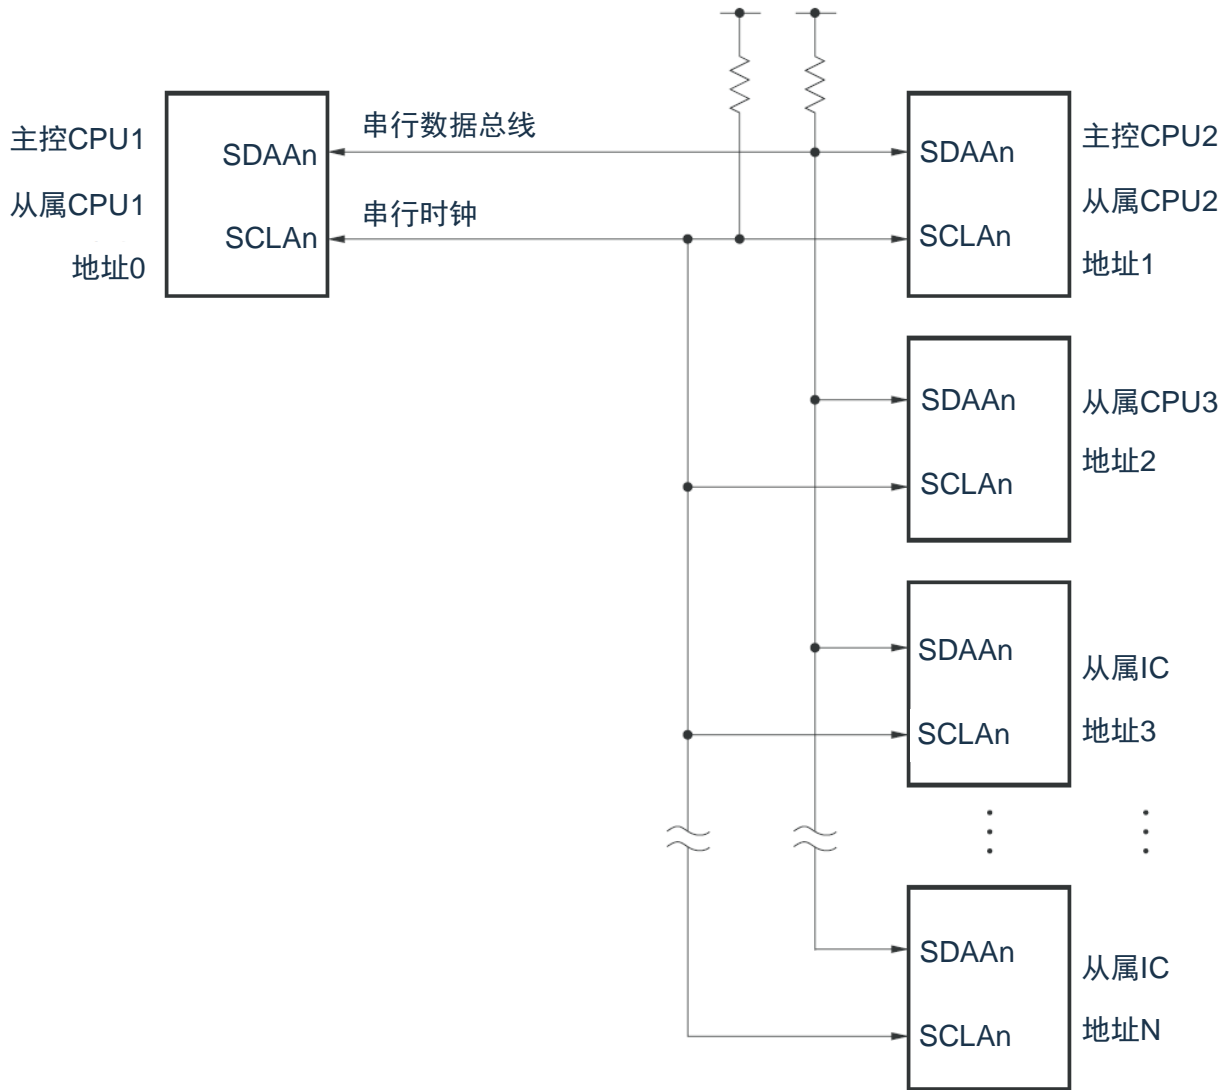 主控CPU1
从属CPU1
地址0
SDAAn
SCLAn
串行数据总线
串行时钟
SDAAn
SCLAn
主控CPU2
从属CPU2
地址1
SDAAn
SCLAn
从属CPU3
地址2
SDAAn
SCLAn
从属IC
地址3
SDAAn
SCLAn
从属IC
地址N